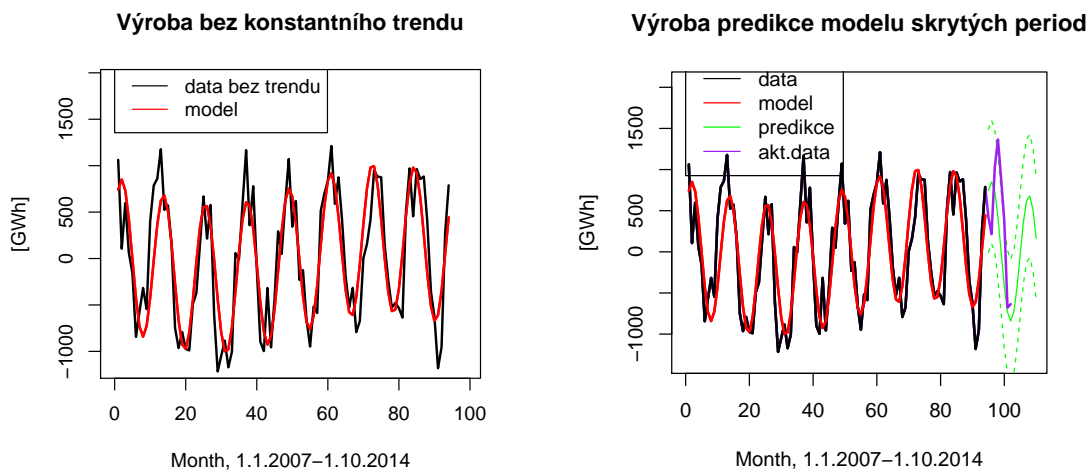 Výroba bez konstantního trendu
data bez trendu
model
[GWh]
1500
500
0
−1000
0
20
40
60
80
100
Month, 1.1.2007−1.10.2014
Výroba predikce modelu skrytých period
data
model
predikce
akt.data
[GWh]
1500
500
0
−1000
0
20
40
60
80
100
Month, 1.1.2007−1.10.2014